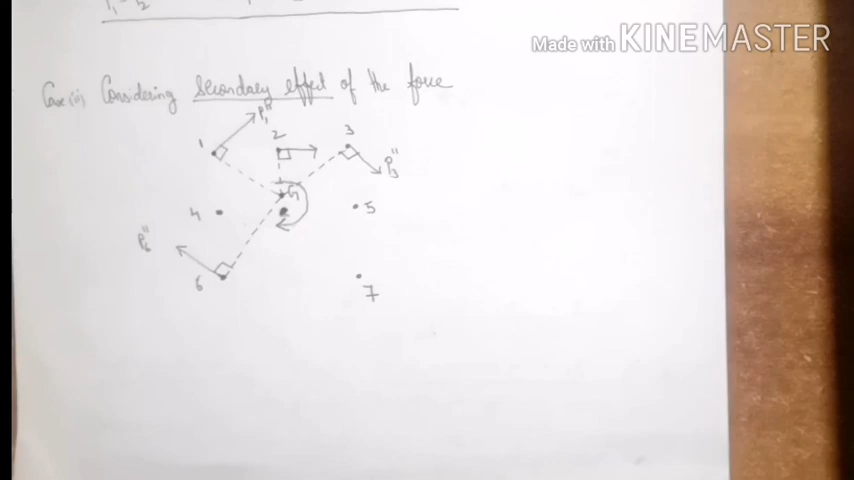 Made with KINEMASTER
Case (ii) Considering Secondary effect of the force
P₁"
1 2 3
P₃"
G
4 5
P₆"
6 7